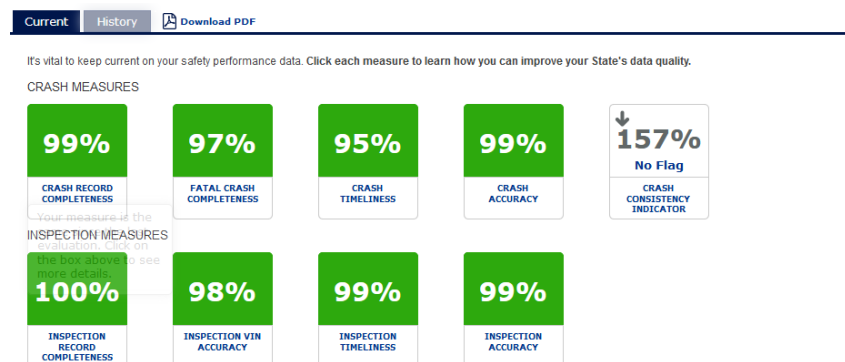 Current History Download PDF
It's vital to keep current on your safety performance data. Click each measure to learn how you can improve your State's data quality.
CRASH MEASURES
99% 97% 95% 99% 157%
No Flag
CRASH RECORD
COMPLETENESS
FATAL CRASH
COMPLETENESS
CRASH
TIMELINESS
CRASH
ACCURACY
CRASH
CONSISTENCY
INDICATOR
Your measure is the
evaluation. Click on
the box above to see
more details.
INSPECTION MEASURES
100% 98% 99% 99%
INSPECTION
RECORD
COMPLETENESS
INSPECTION VIN
ACCURACY
INSPECTION
TIMELINESS
INSPECTION
ACCURACY